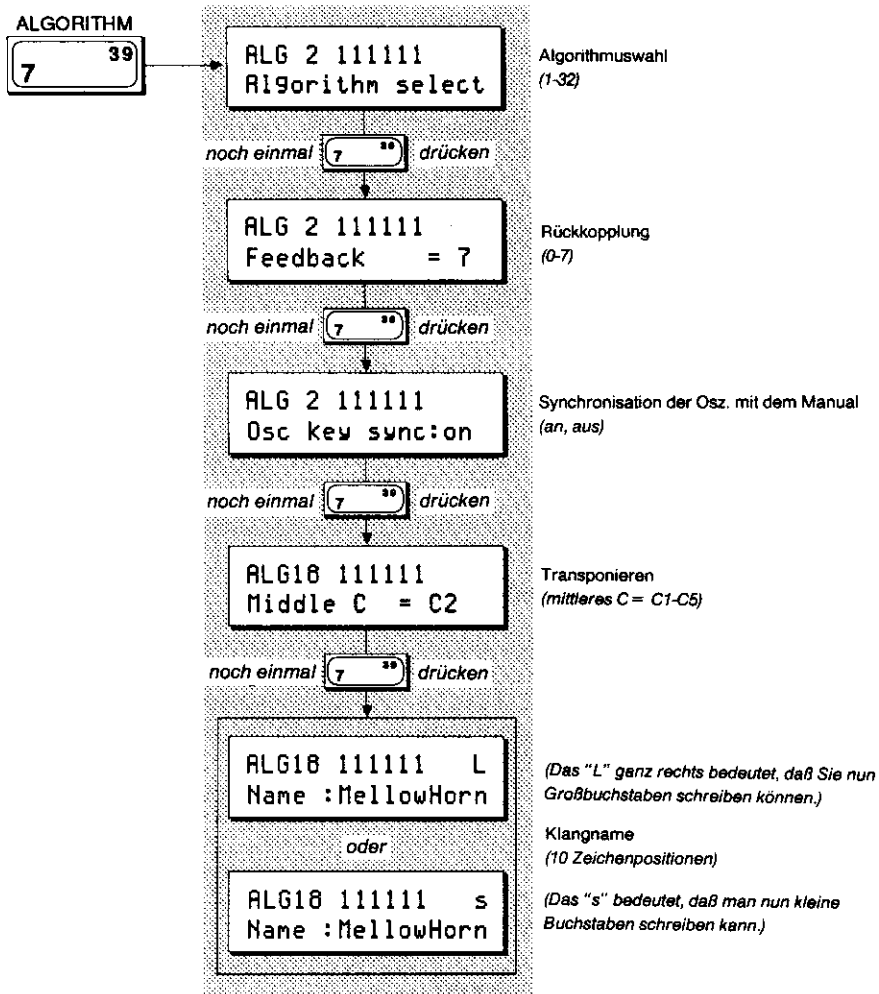 ALGORITHM
7 39
ALG 2 111111
Algorithm select
Algorithmuswahl
(1-32)
noch einmal 7 39 drücken
ALG 2 111111
Feedback = 7
Rückkopplung
(0-7)
noch einmal 7 39 drücken
ALG 2 111111
Osc key sync:on
Synchronisation der Osz. mit dem Manual
(an, aus)
noch einmal 7 39 drücken
ALG18 111111
Middle C = C2
Transponieren
(mittleres C = C1-C5)
noch einmal 7 39 drücken
ALG18 111111 L
Name :MellowHorn
(Das "L" ganz rechts bedeutet, daß Sie nun
Großbuchstaben schreiben können.)
oder
Klangname
(10 Zeichenpositionen)
ALG18 111111 s
Name :MellowHorn
(Das "s" bedeutet, daß man nun kleine
Buchstaben schreiben kann.)